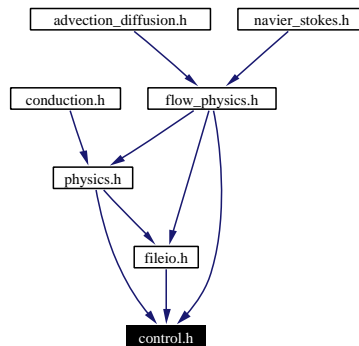 advection_diffusion.h
navier_stokes.h
conduction.h
flow_physics.h
physics.h
fileio.h
control.h